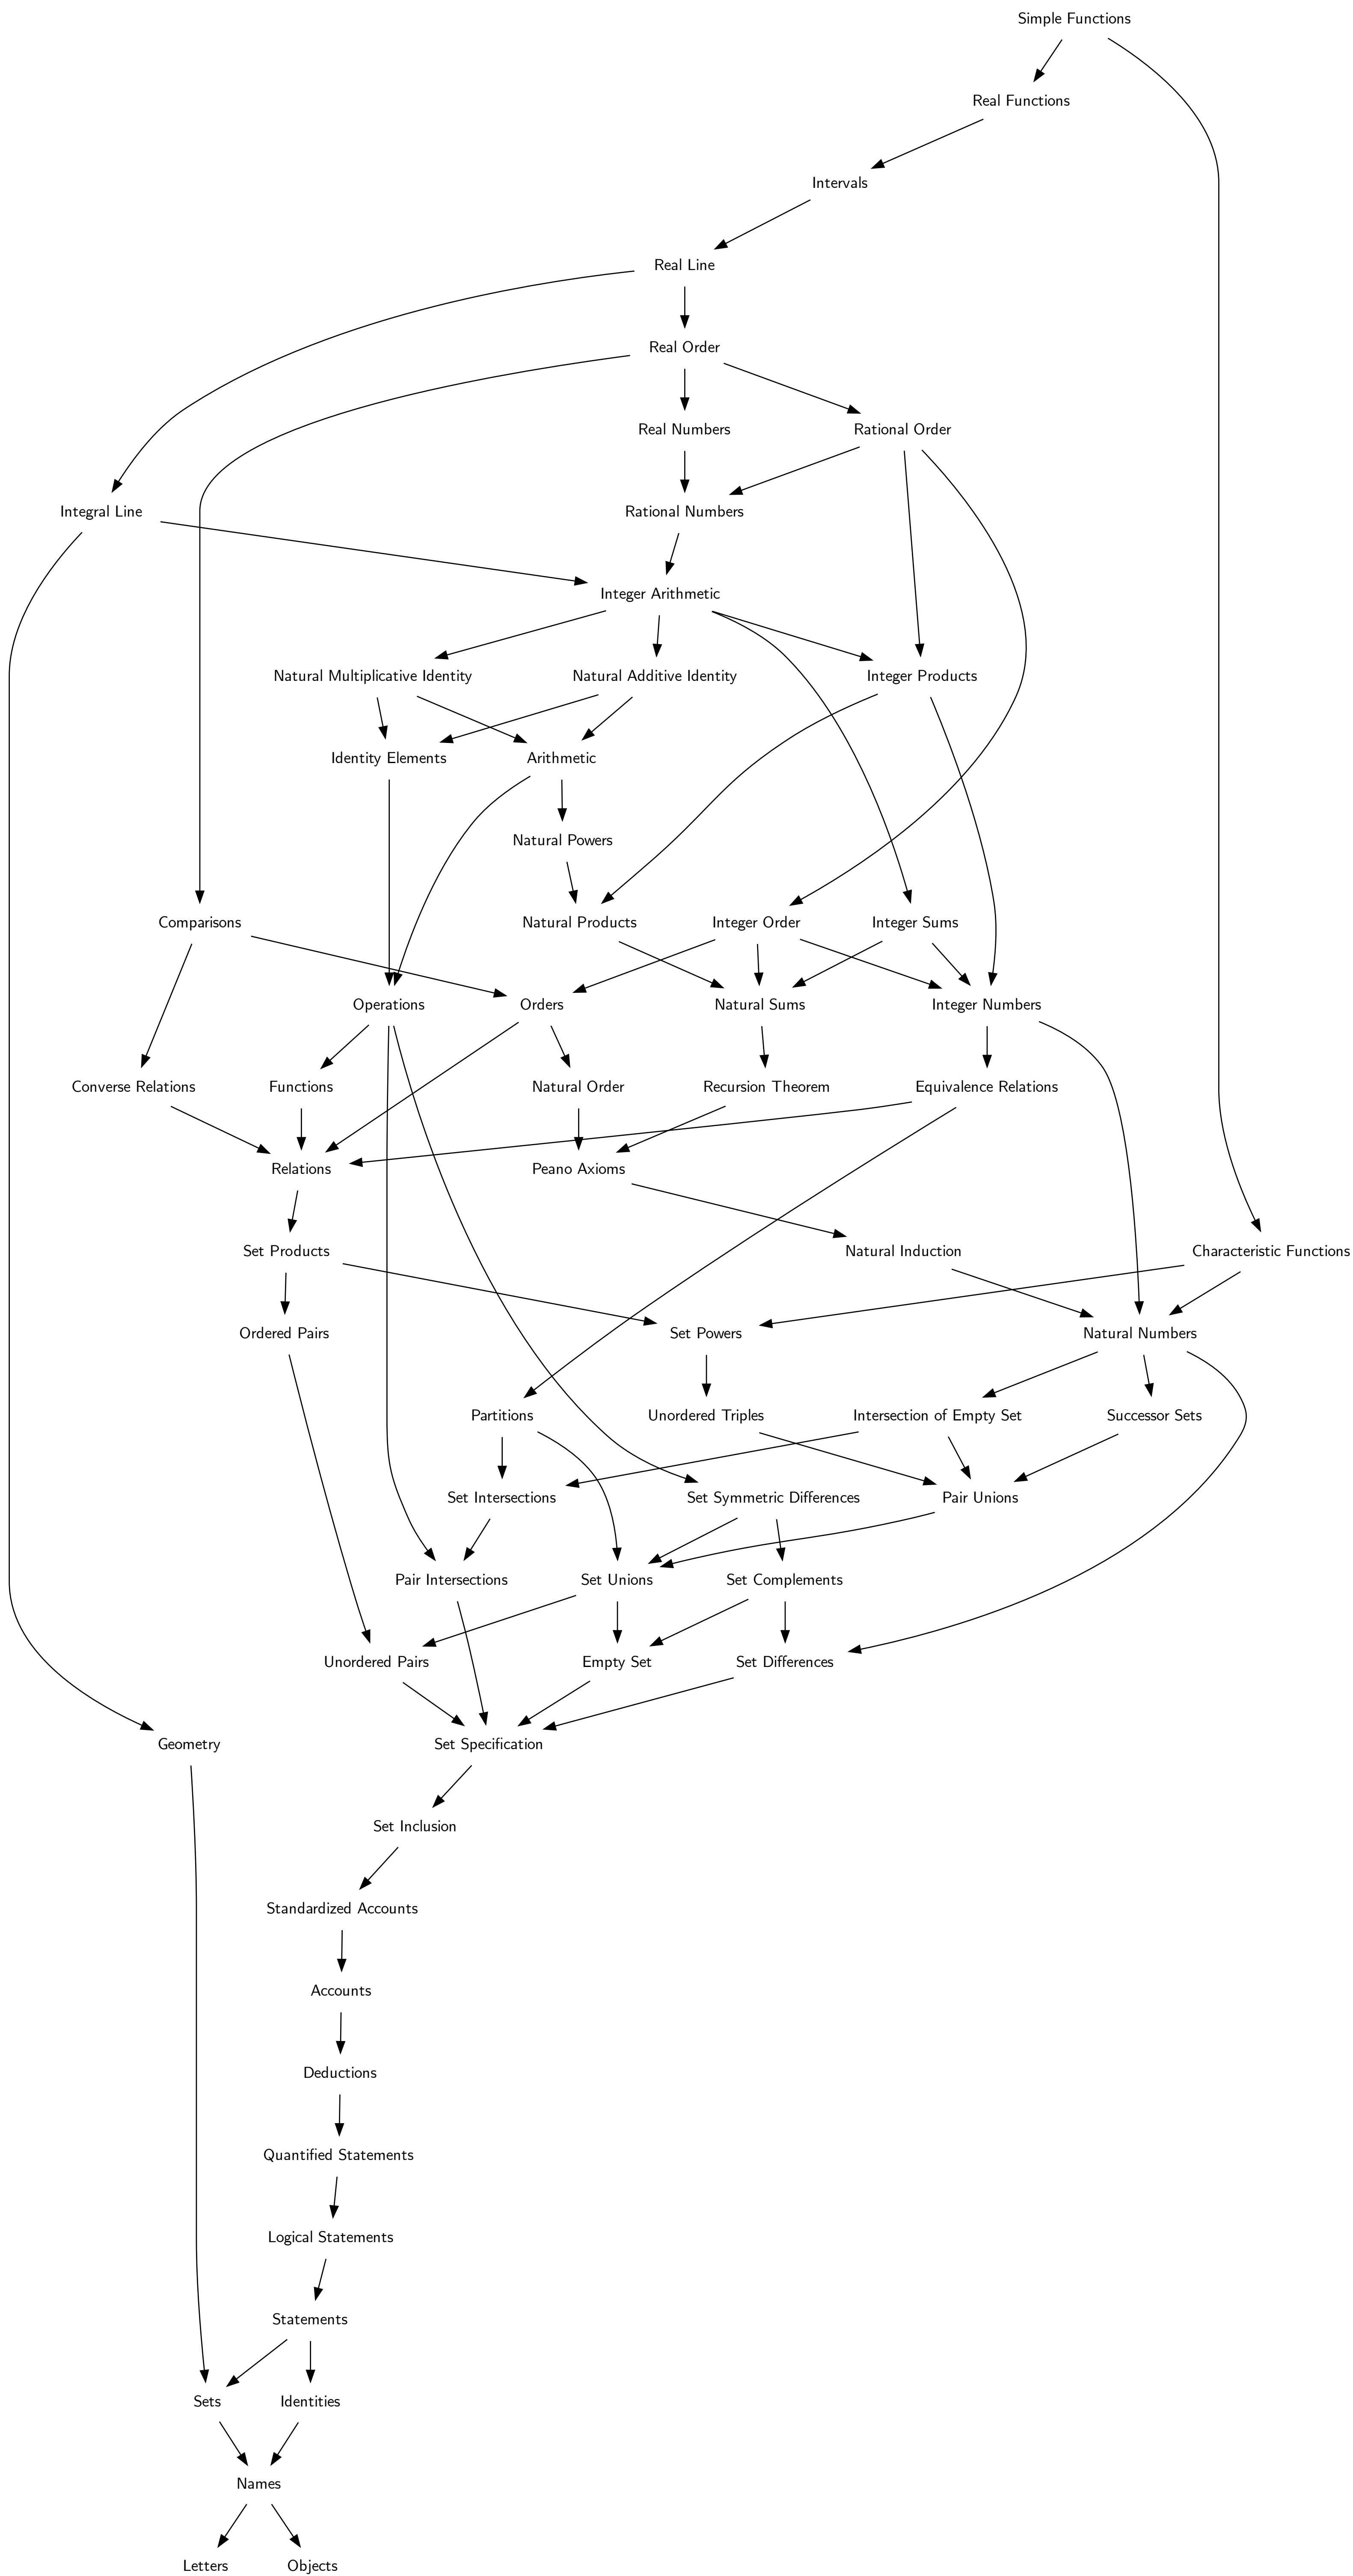 Simple Functions
Real Functions
Intervals
Real Line
Real Order
Real Numbers
Rational Order
Integral Line
Rational Numbers
Integer Arithmetic
Natural Multiplicative Identity
Natural Additive Identity
Integer Products
Identity Elements
Arithmetic
Natural Powers
Comparisons
Natural Products
Integer Order
Integer Sums
Operations
Orders
Natural Sums
Integer Numbers
Converse Relations
Functions
Natural Order
Recursion Theorem
Equivalence Relations
Relations
Peano Axioms
Set Products
Natural Induction
Characteristic Functions
Ordered Pairs
Set Powers
Natural Numbers
Partitions
Unordered Triples
Intersection of Empty Set
Successor Sets
Set Intersections
Set Symmetric Differences
Pair Unions
Pair Intersections
Set Unions
Set Complements
Unordered Pairs
Empty Set
Set Differences
Geometry
Set Specification
Set Inclusion
Standardized Accounts
Accounts
Deductions
Quantified Statements
Logical Statements
Statements
Sets
Identities
Names
Letters
Objects